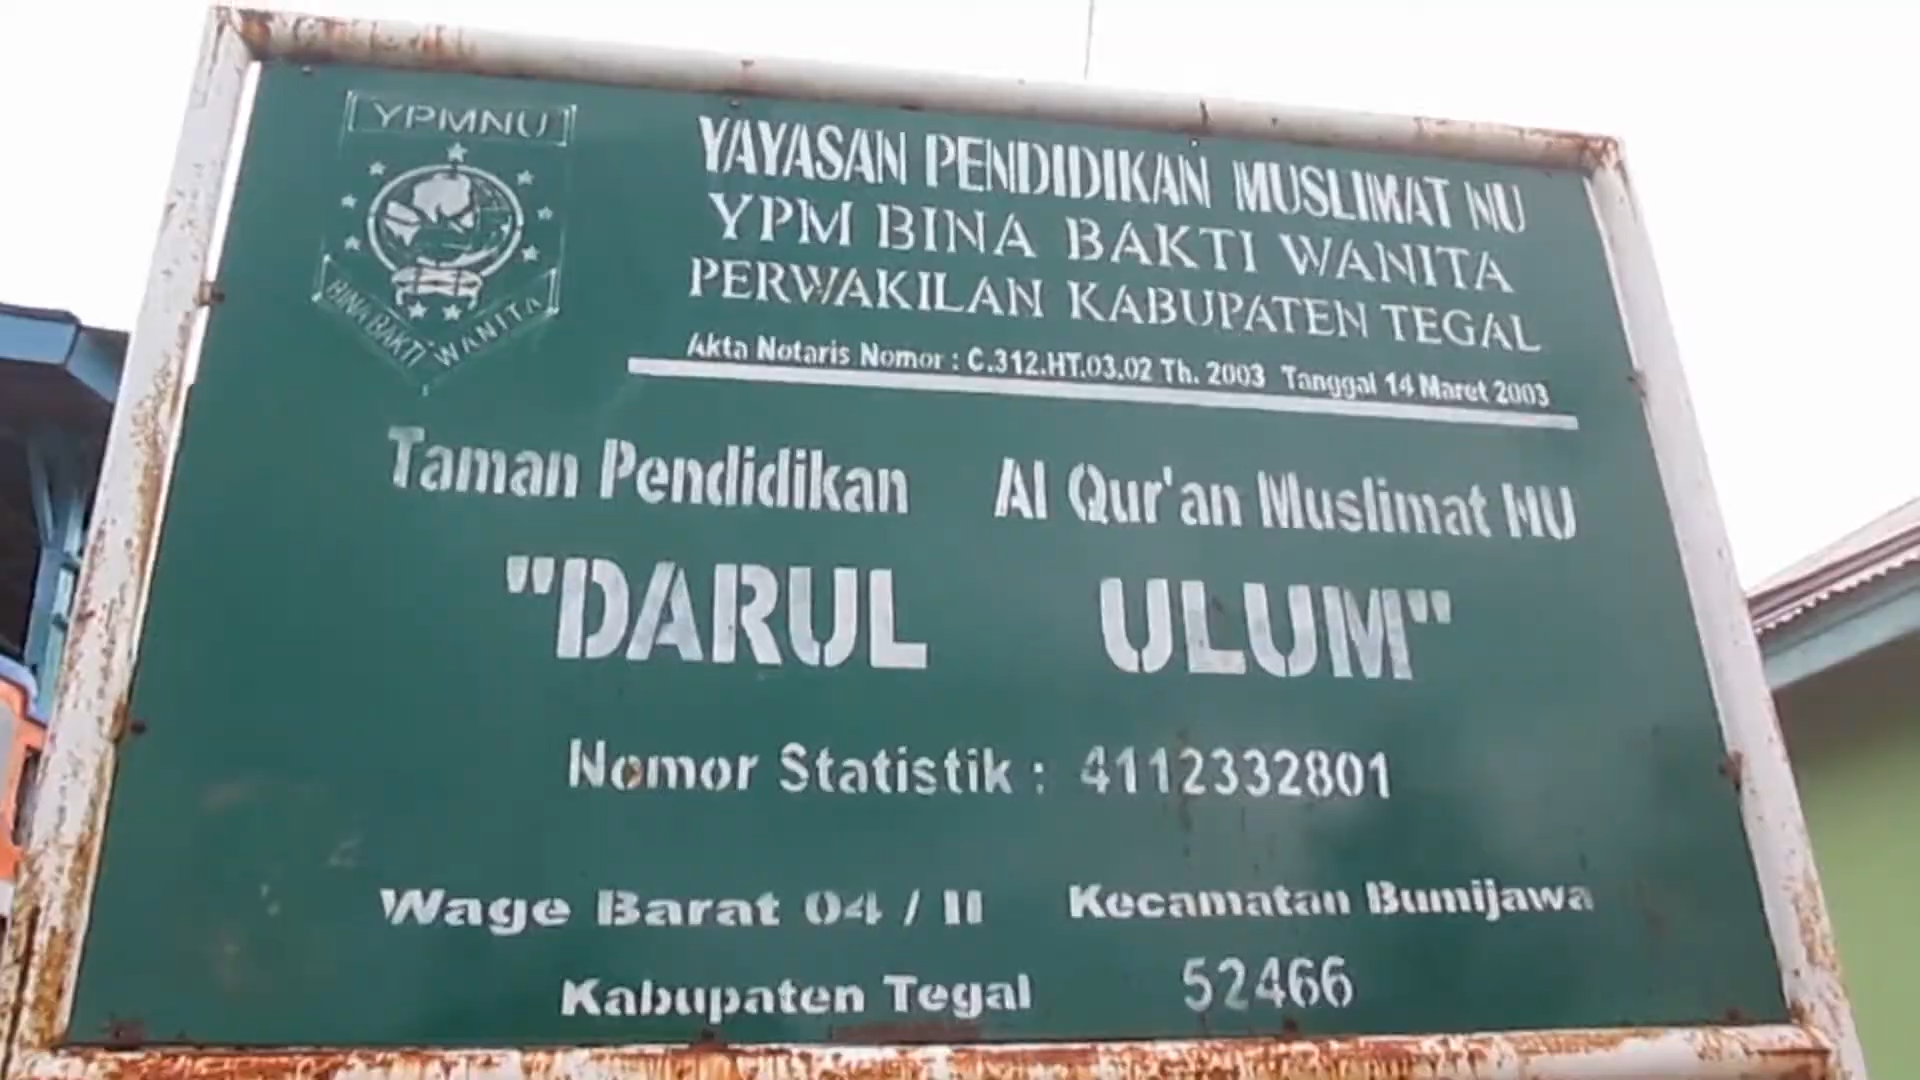 YPMNU
BINA BAKTI WANITA
YAYASAN PENDIDIKAN MUSLIMAT NU
YPM BINA BAKTI WANITA
PERWAKILAN KABUPATEN TEGAL
Akta Notaris Nomor : C.312.HT.03.02 Th. 2003 Tanggal 14 Maret 2003
Taman Pendidikan Al Qur'an Muslimat NU
"DARUL ULUM"
Nomor Statistik : 4112332801
Wage Barat 04 / II Kecamatan Bumijawa
Kabupaten Tegal 52466